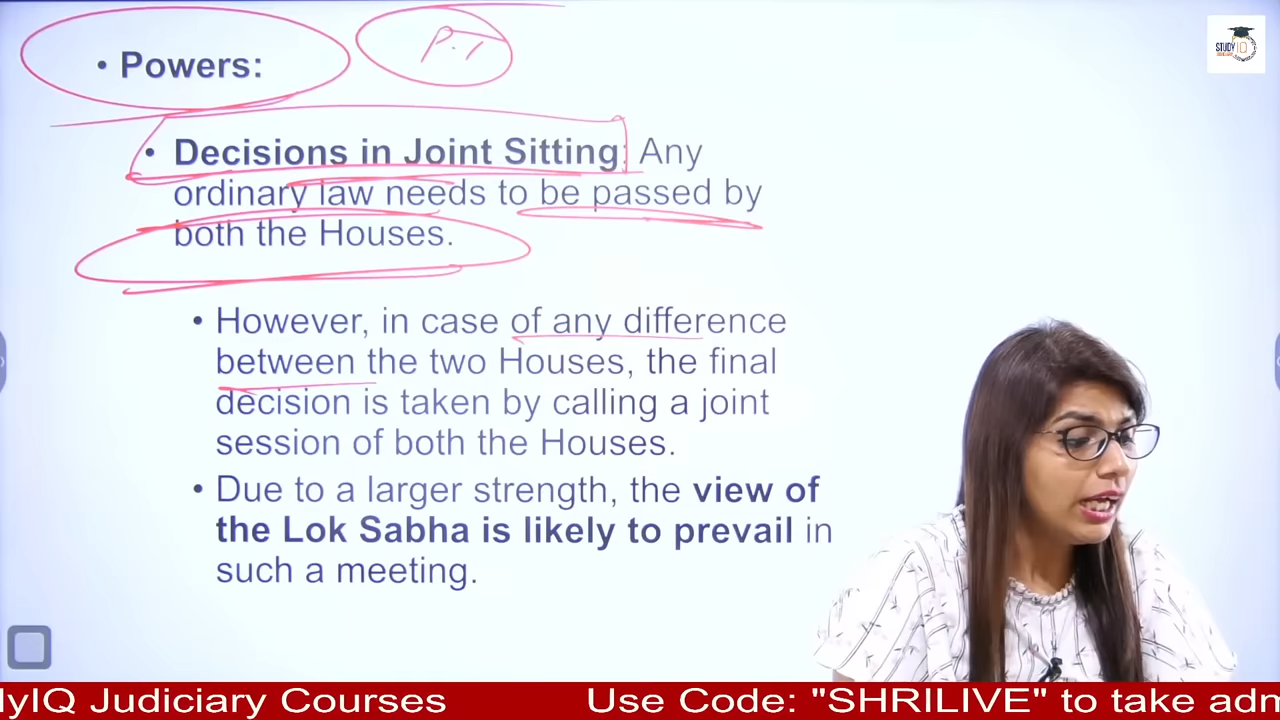 • Powers:
P.T
STUDY IQ
• Decisions in Joint Sitting: Any
ordinary law needs to be passed by
both the Houses.
• However, in case of any difference
between the two Houses, the final
decision is taken by calling a joint
session of both the Houses.
• Due to a larger strength, the view of
the Lok Sabha is likely to prevail in
such a meeting.
dyIQ Judiciary Courses Use Code: "SHRILIVE" to take adm